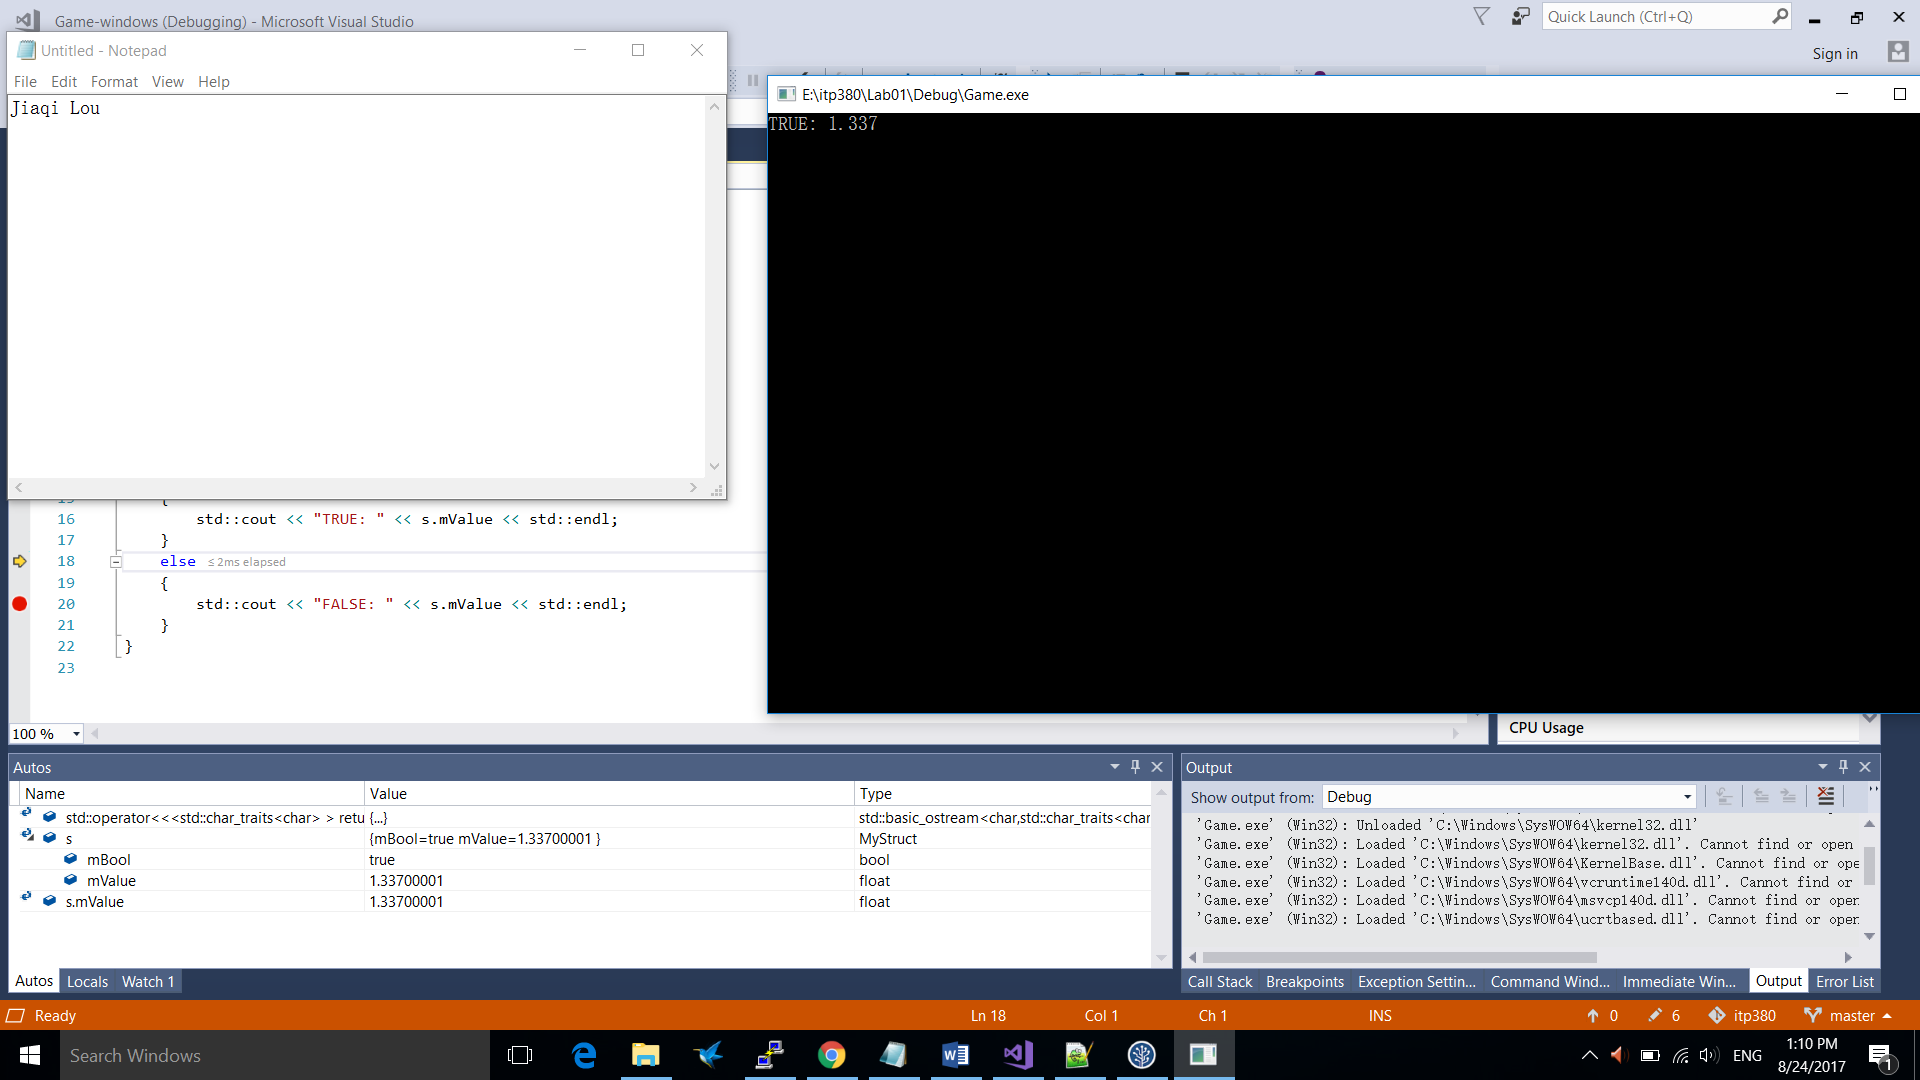 Game-windows (Debugging) - Microsoft Visual Studio
Quick Launch (Ctrl+Q)
Sign in
Untitled - Notepad
File Edit Format View Help
Jiaqi Lou
E:\itp380\Lab01\Debug\Game.exe
TRUE: 1.337
16 std::cout << "TRUE: " << s.mValue << std::endl;
17 }
18 else ≤ 2ms elapsed
19 {
20 std::cout << "FALSE: " << s.mValue << std::endl;
21 }
22 }
23
100 %
CPU Usage
Autos
Name Value Type
std::operator<<<std::char_traits<char> > retu {...} std::basic_ostream<char,std::char_traits<char
s {mBool=true mValue=1.33700001 } MyStruct
mBool true bool
mValue 1.33700001 float
s.mValue 1.33700001 float
Autos Locals Watch 1
Output
Show output from: Debug
'Game.exe' (Win32): Unloaded 'C:\Windows\SysWOW64\kernel32.dll'
'Game.exe' (Win32): Loaded 'C:\Windows\SysWOW64\kernel32.dll'. Cannot find or open
'Game.exe' (Win32): Loaded 'C:\Windows\SysWOW64\KernelBase.dll'. Cannot find or ope
'Game.exe' (Win32): Loaded 'C:\Windows\SysWOW64\vcruntime140d.dll'. Cannot find or
'Game.exe' (Win32): Loaded 'C:\Windows\SysWOW64\msvcp140d.dll'. Cannot find or open
'Game.exe' (Win32): Loaded 'C:\Windows\SysWOW64\ucrtbased.dll'. Cannot find or open
Call Stack Breakpoints Exception Settin... Command Wind... Immediate Win... Output Error List
Ready Ln 18 Col 1 Ch 1 INS 0 6 itp380 master
Search Windows
ENG
1:10 PM
8/24/2017
1